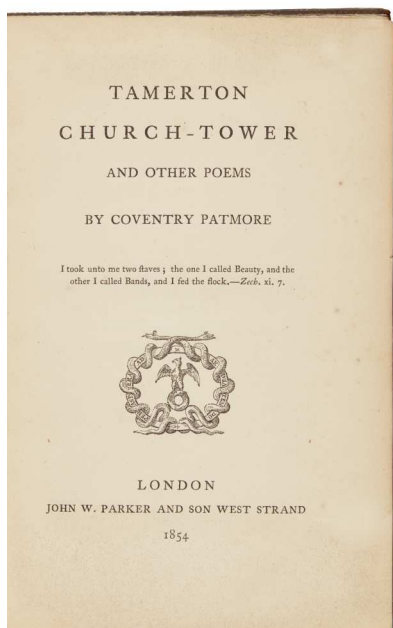 TAMERTON
CHURCH-TOWER
AND OTHER POEMS
BY COVENTRY PATMORE
I took unto me two ſtaves ; the one I called Beauty, and the
other I called Bands, and I fed the flock.—Zech. xi. 7.
LONDON
JOHN W. PARKER AND SON WEST STRAND
1854